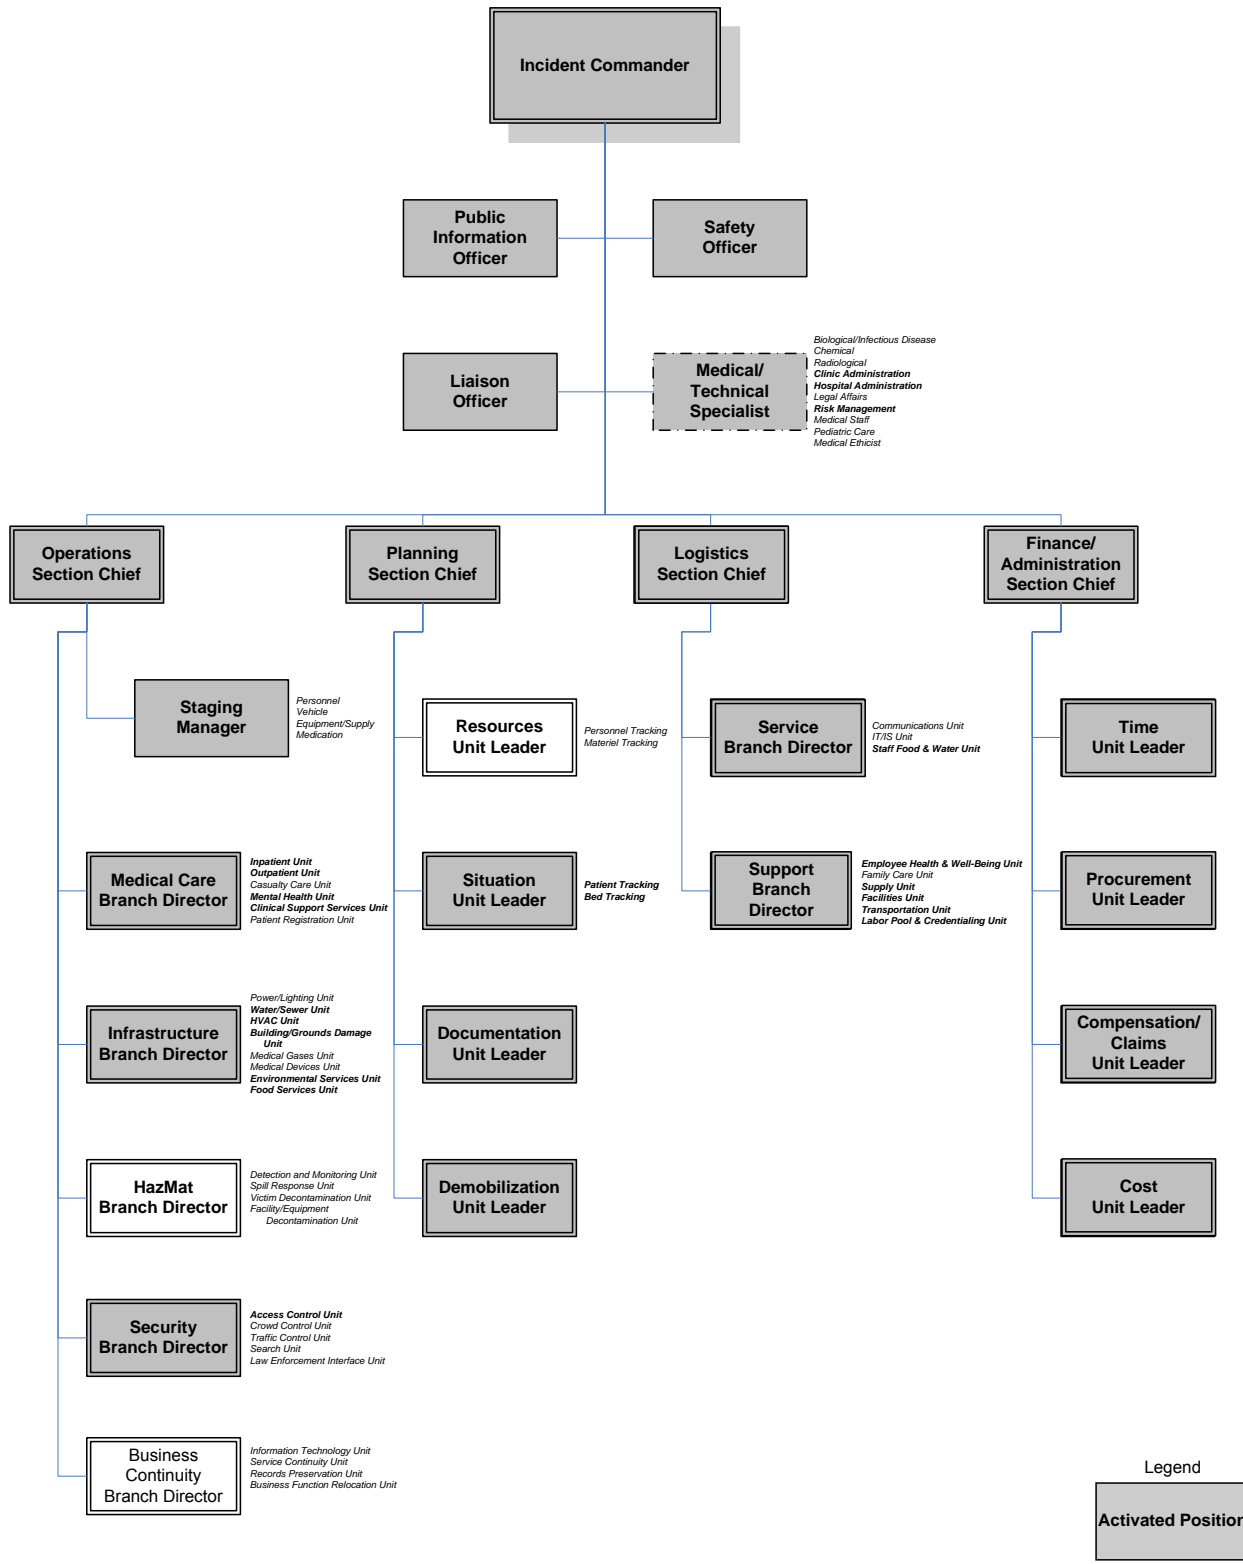 Incident Commander
Public
Information
Officer
Safety
Officer
Liaison
Officer
Medical/
Technical
Specialist
Biological/Infectious Disease
Chemical
Radiological
Clinic Administration
Hospital Administration
Legal Affairs
Risk Management
Medical Staff
Pediatric Care
Medical Ethicist
Operations
Section Chief
Planning
Section Chief
Logistics
Section Chief
Finance/
Administration
Section Chief
Staging
Manager
Personnel
Vehicle
Equipment/Supply
Medication
Resources
Unit Leader
Personnel Tracking
Materiel Tracking
Service
Branch Director
Communications Unit
IT/IS Unit
Staff Food & Water Unit
Time
Unit Leader
Medical Care
Branch Director
Inpatient Unit
Outpatient Unit
Casualty Care Unit
Mental Health Unit
Clinical Support Services Unit
Patient Registration Unit
Situation
Unit Leader
Patient Tracking
Bed Tracking
Support
Branch
Director
Employee Health & Well-Being Unit
Family Care Unit
Supply Unit
Facilities Unit
Transportation Unit
Labor Pool & Credentialing Unit
Procurement
Unit Leader
Infrastructure
Branch Director
Power/Lighting Unit
Water/Sewer Unit
HVAC Unit
Building/Grounds Damage
Unit
Medical Gases Unit
Medical Devices Unit
Environmental Services Unit
Food Services Unit
Documentation
Unit Leader
Compensation/
Claims
Unit Leader
HazMat
Branch Director
Detection and Monitoring Unit
Spill Response Unit
Victim Decontamination Unit
Facility/Equipment
Decontamination Unit
Demobilization
Unit Leader
Cost
Unit Leader
Security
Branch Director
Access Control Unit
Crowd Control Unit
Traffic Control Unit
Search Unit
Law Enforcement Interface Unit
Business
Continuity
Branch Director
Information Technology Unit
Service Continuity Unit
Records Preservation Unit
Business Function Relocation Unit
Legend
Activated Position